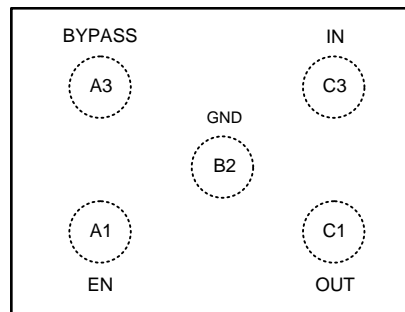 BYPASS IN
A3 C3
GND
B2
A1 C1
EN OUT